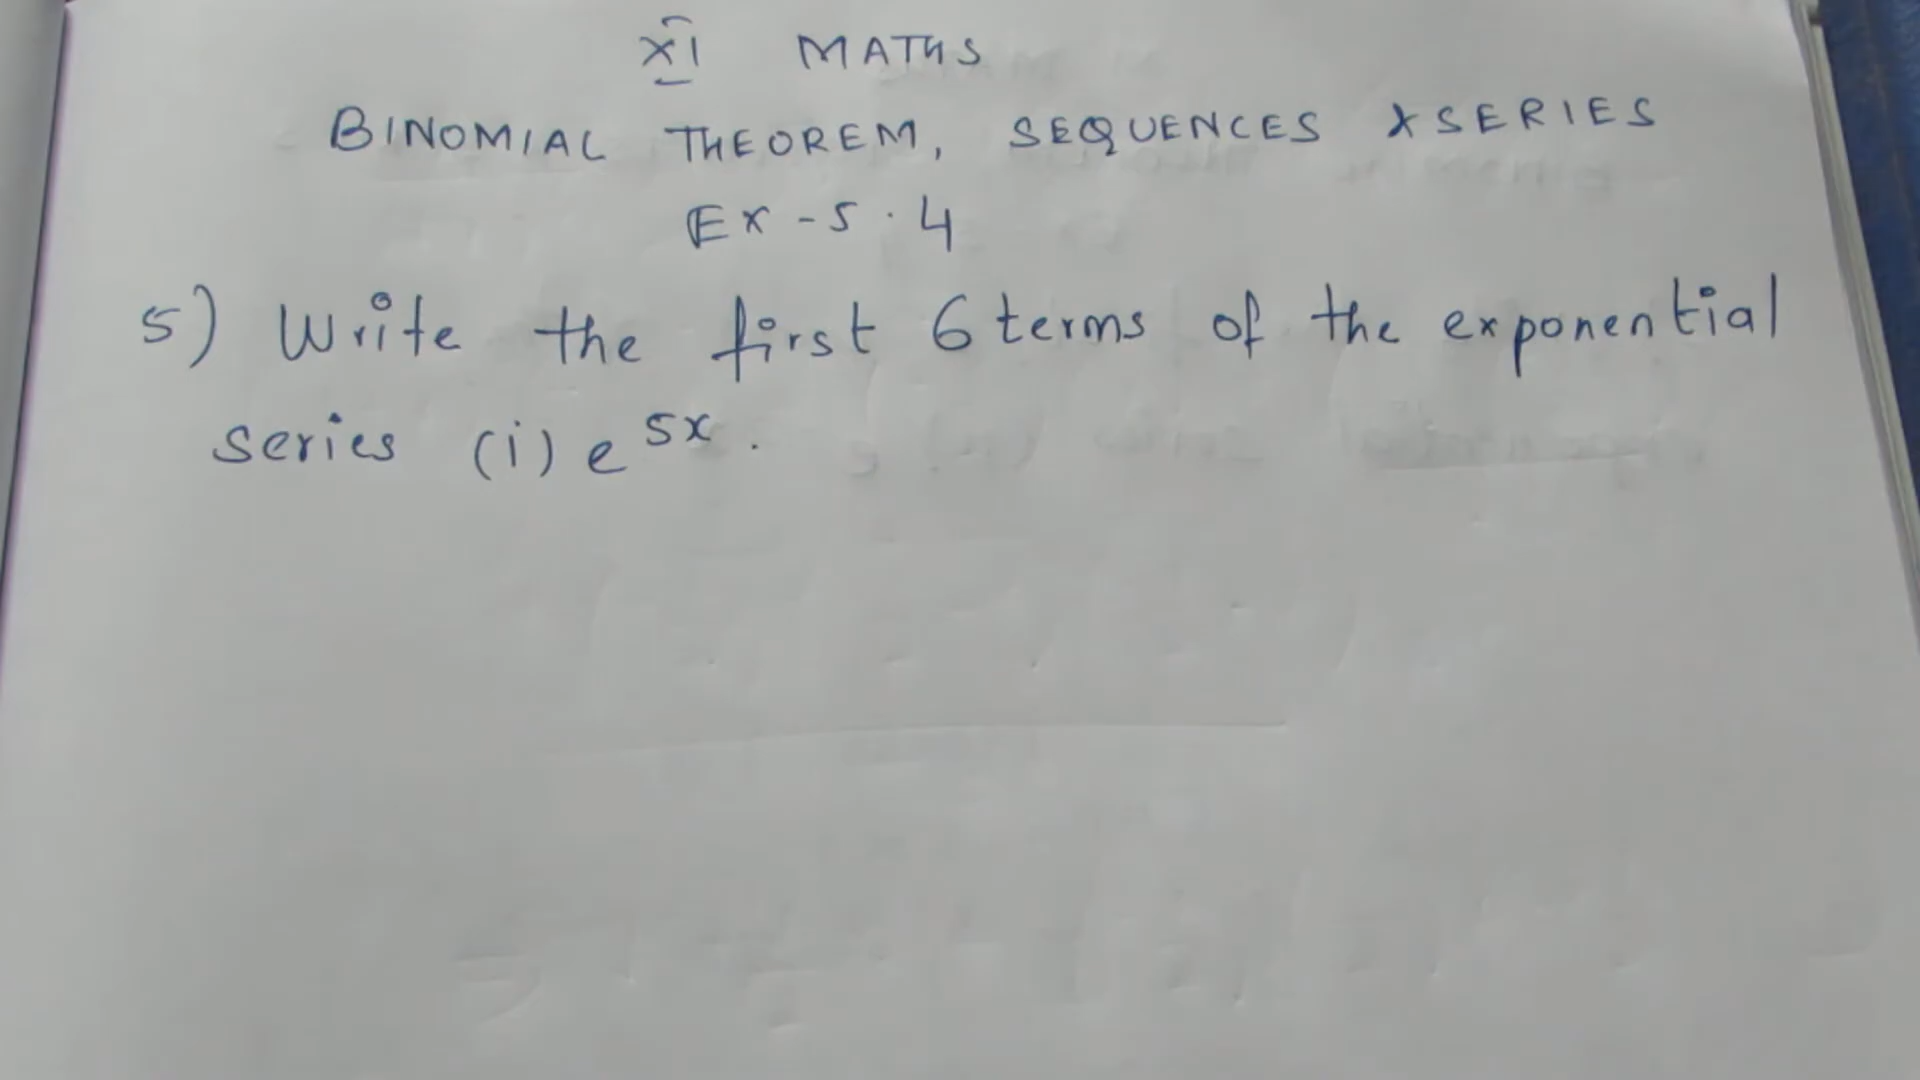 XI MATHS
BINOMIAL THEOREM, SEQUENCES & SERIES
Ex - 5.4
5) Write the first 6 terms of the exponential
series (i) e^5x.